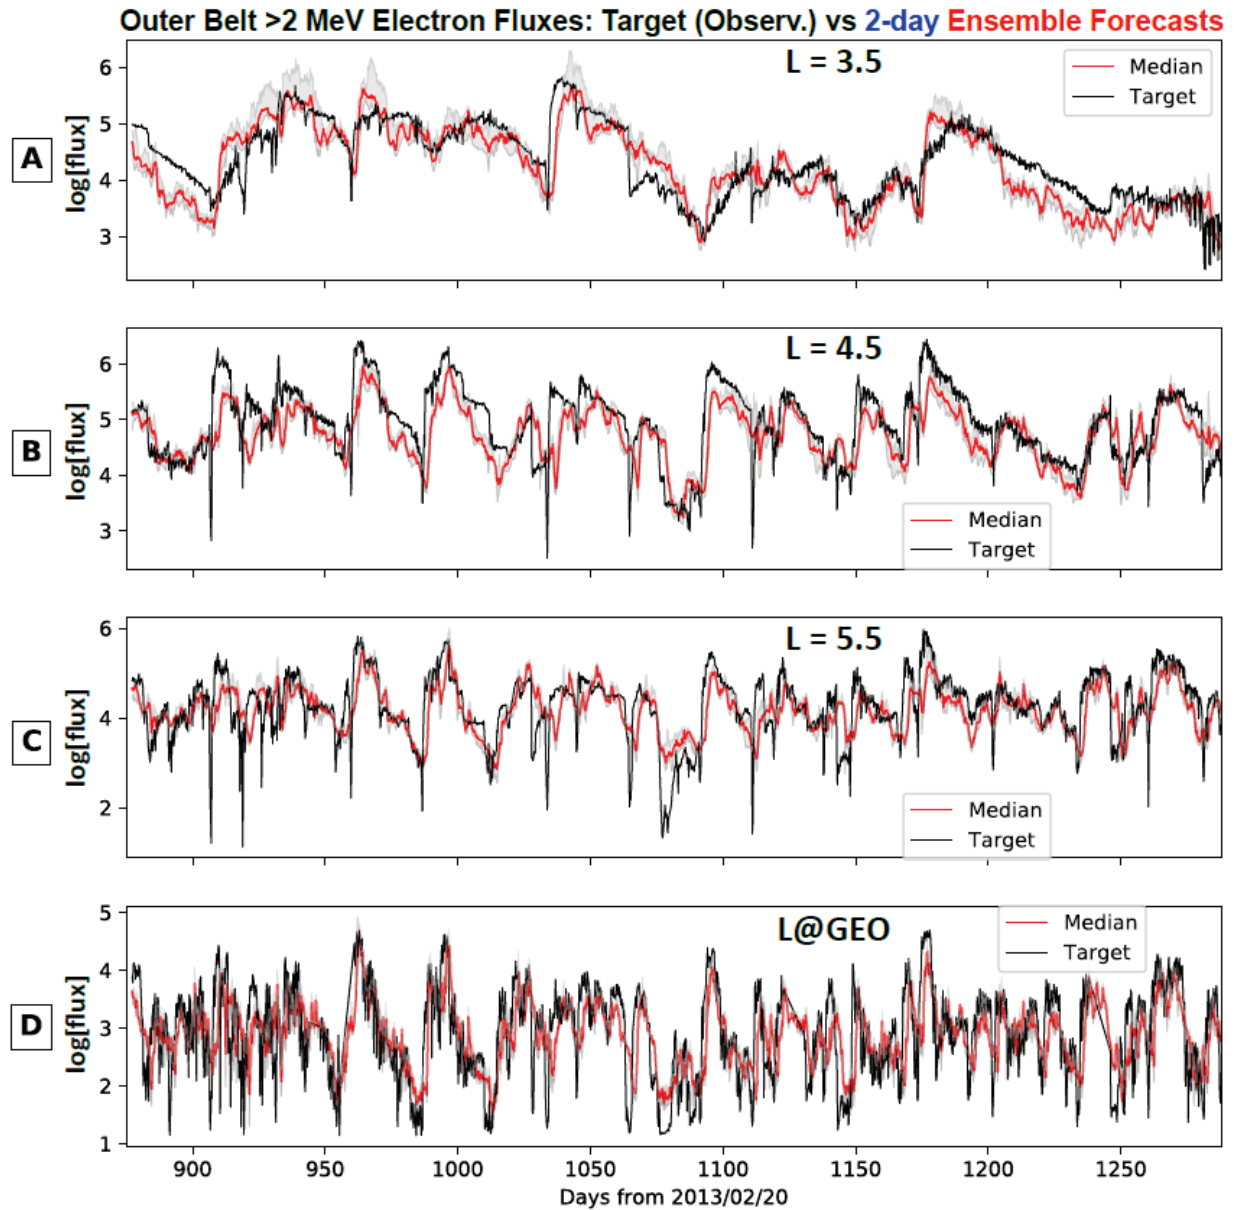 Outer Belt >2 MeV Electron Fluxes: Target (Observ.) vs 2-day Ensemble Forecasts
A
log[flux]
6
5
4
3
L = 3.5
Median
Target
B
log[flux]
6
5
4
3
L = 4.5
Median
Target
C
log[flux]
6
4
2
L = 5.5
Median
Target
D
log[flux]
5
4
3
2
1
L@GEO
Median
Target
900 950 1000 1050 1100 1150 1200 1250
Days from 2013/02/20